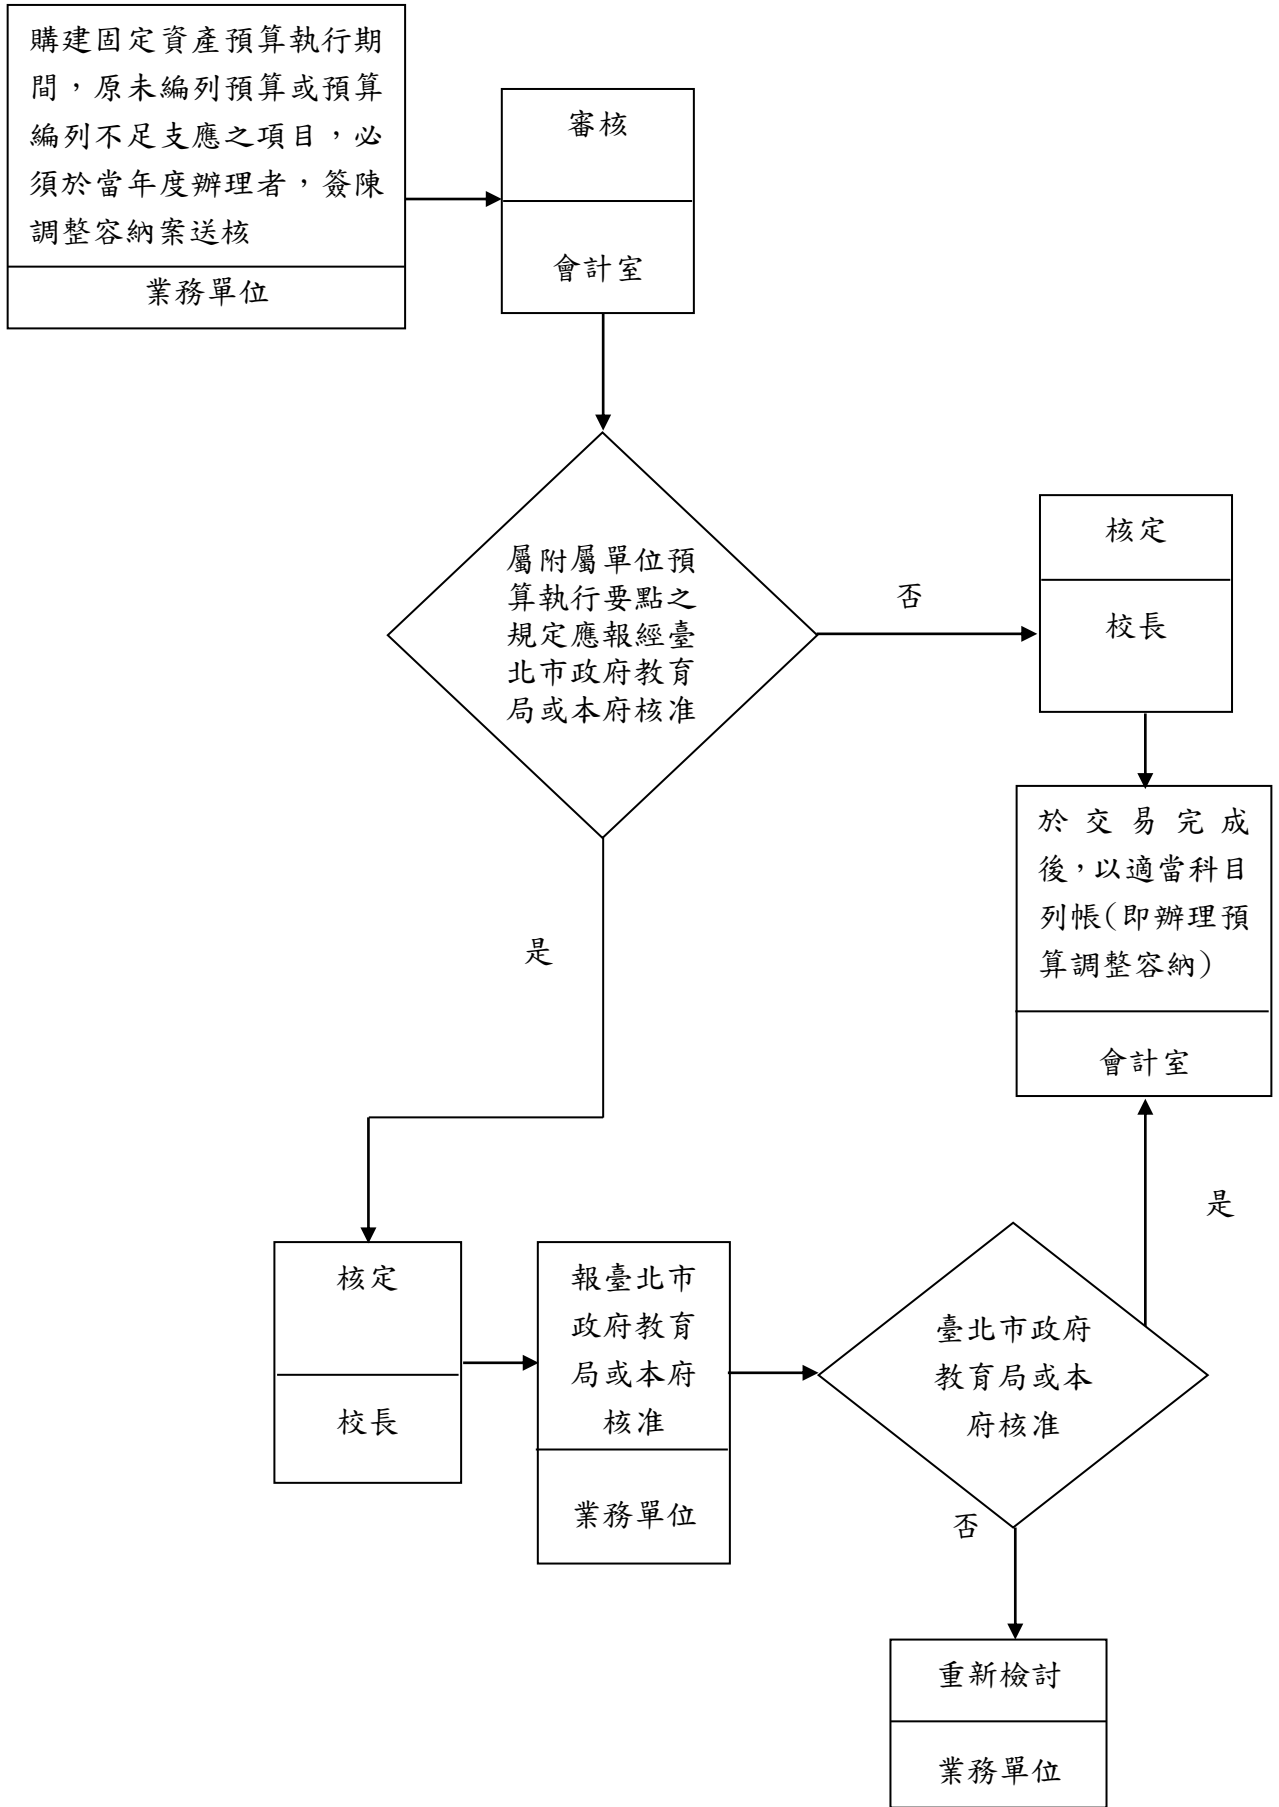 購建固定資產預算執行期
間，原未編列預算或預算
編列不足支應之項目，必
須於當年度辦理者，簽陳
調整容納案送核
業務單位
審核
會計室
屬附屬單位預
算執行要點之
規定應報經臺
北市政府教育
局或本府核准
否
核定
校長
於交易完成
後，以適當科目
列帳(即辦理預
算調整容納)
會計室
是
是
核定
校長
報臺北市
政府教育
局或本府
核准
業務單位
臺北市政府
教育局或本
府核准
否
重新檢討
業務單位